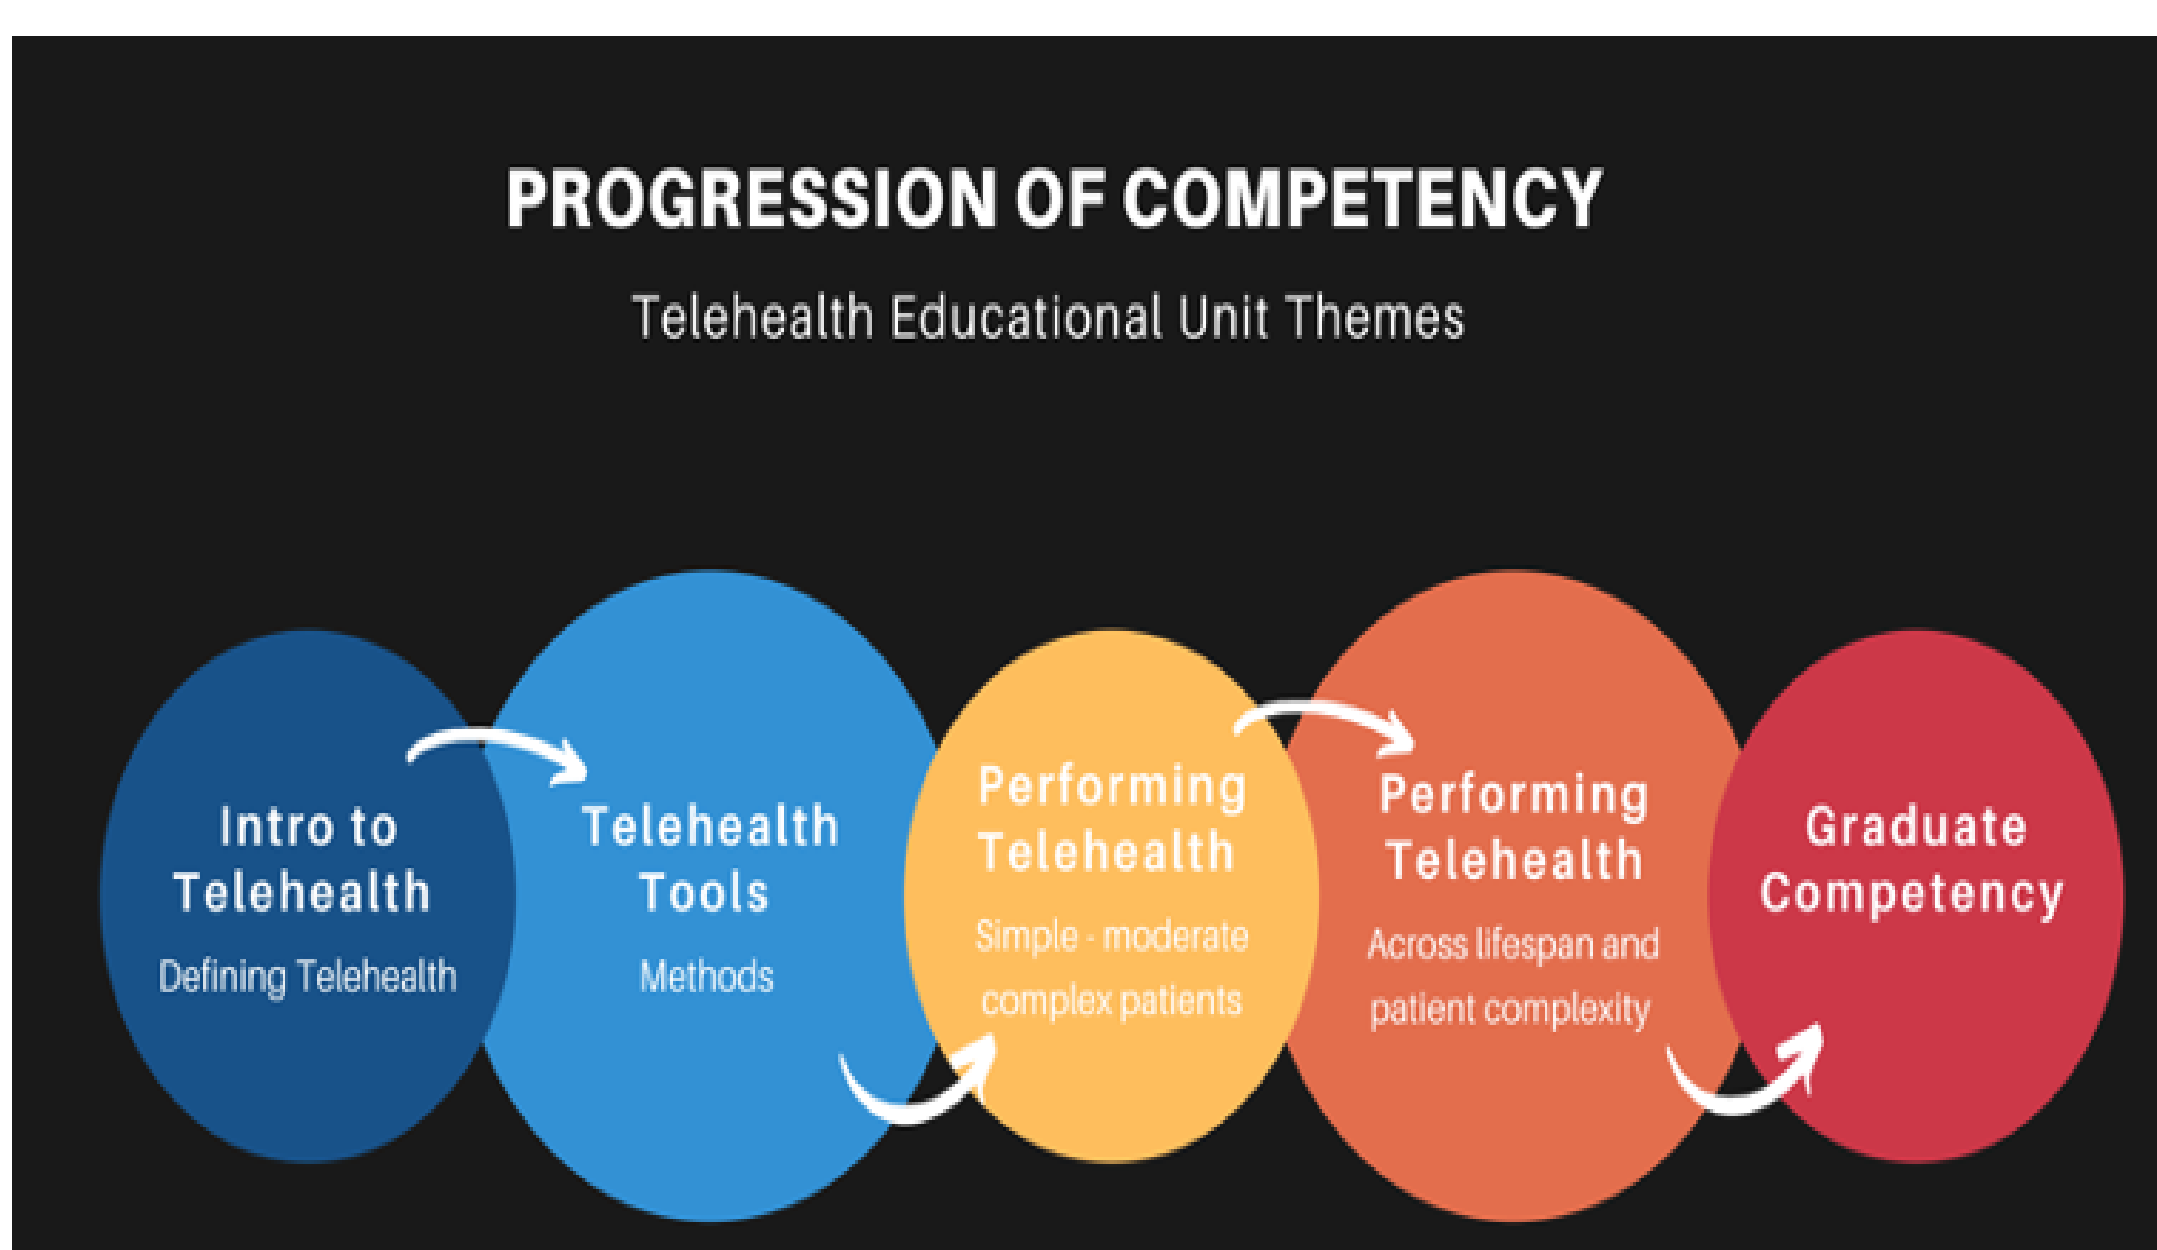 PROGRESSION OF COMPETENCY
Telehealth Educational Unit Themes
Intro to
Telehealth
Defining Telehealth
Telehealth
Tools
Methods
Performing
Telehealth
Simple - moderate
complex patients
Performing
Telehealth
Across lifespan and
patient complexity
Graduate
Competency